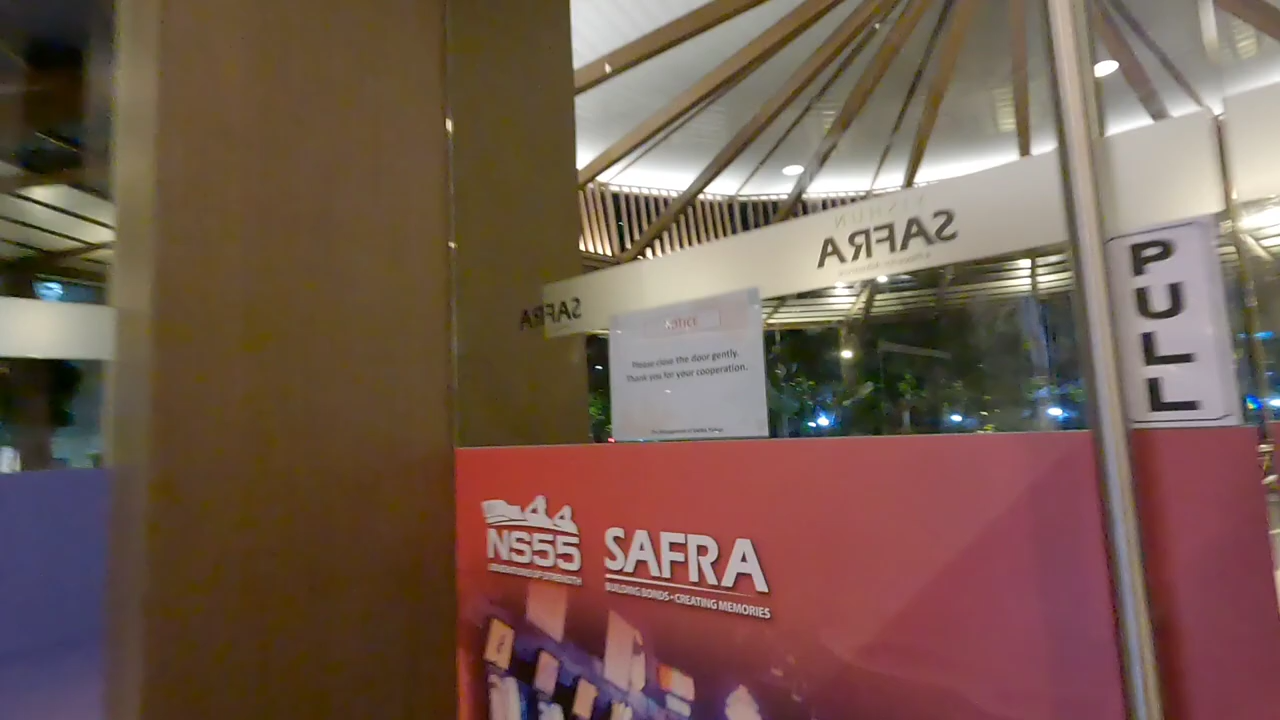 YISHUN
SAFRA
SAFRA
Notice
Please close the door gently.
Thank you for your cooperation.
PULL
NS55
SAFRA
BUILDING BONDS • CREATING MEMORIES